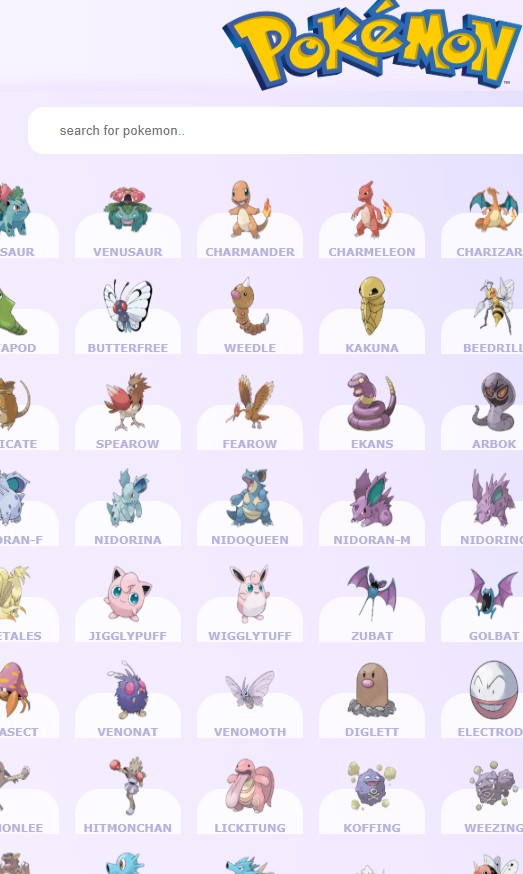 POKéMON
™
search for pokemon..
SAUR VENUSAUR CHARMANDER CHARMELEON CHARIZAR
APOD BUTTERFREE WEEDLE KAKUNA BEEDRILL
ICATE SPEAROW FEAROW EKANS ARBOK
ORAN-F NIDORINA NIDOQUEEN NIDORAN-M NIDORINO
ETALES JIGGLYPUFF WIGGLYTUFF ZUBAT GOLBAT
ASECT VENONAT VENOMOTH DIGLETT ELECTROD
ONLEE HITMONCHAN LICKITUNG KOFFING WEEZING